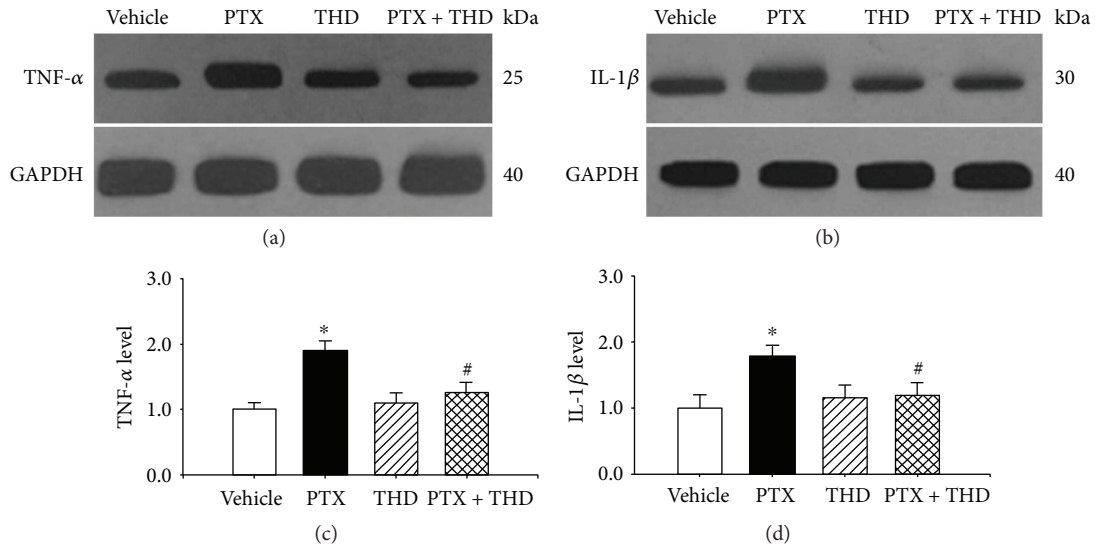 Vehicle PTX THD PTX + THD kDa
TNF-α 25
GAPDH 40
(a)
Vehicle PTX THD PTX + THD kDa
IL-1β 30
GAPDH 40
(b)
3.0
2.0
1.0
0.0
TNF-α level
*
#
Vehicle PTX THD PTX + THD
(c)
3.0
2.0
1.0
0.0
IL-1β level
*
#
Vehicle PTX THD PTX + THD
(d)